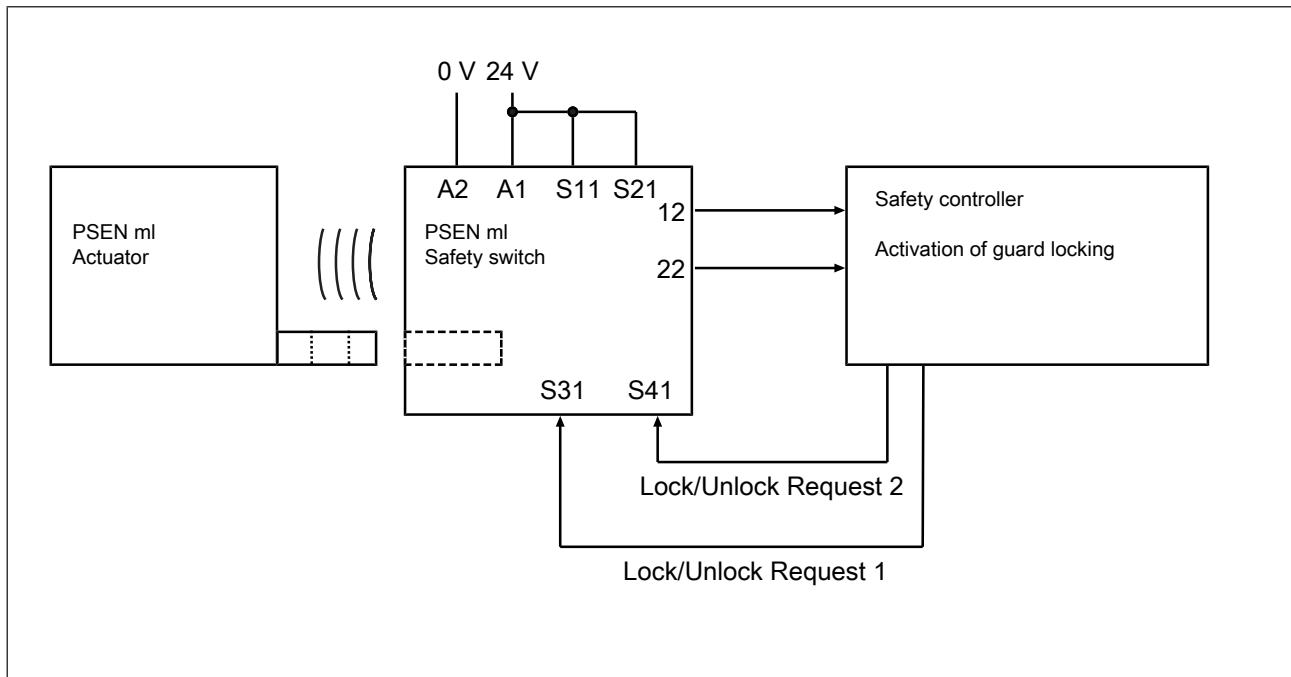 0 V 24 V
A2 A1 S11 S21
12
22
PSEN ml
Actuator
PSEN ml
Safety switch
Safety controller
Activation of guard locking
S31 S41
Lock/Unlock Request 2
Lock/Unlock Request 1